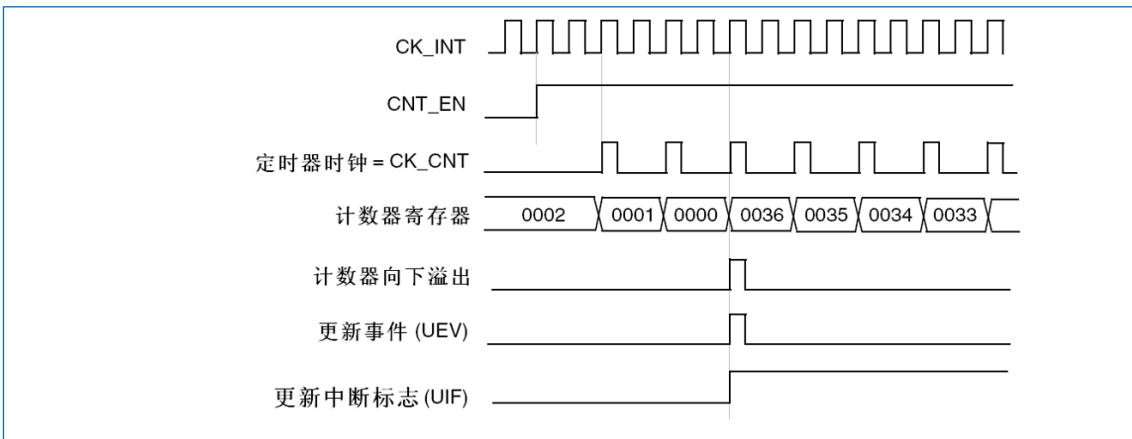 CK_INT
CNT_EN
定时器时钟 = CK_CNT
计数器寄存器 0002 0001 0000 0036 0035 0034 0033
计数器向下溢出
更新事件 (UEV)
更新中断标志 (UIF)